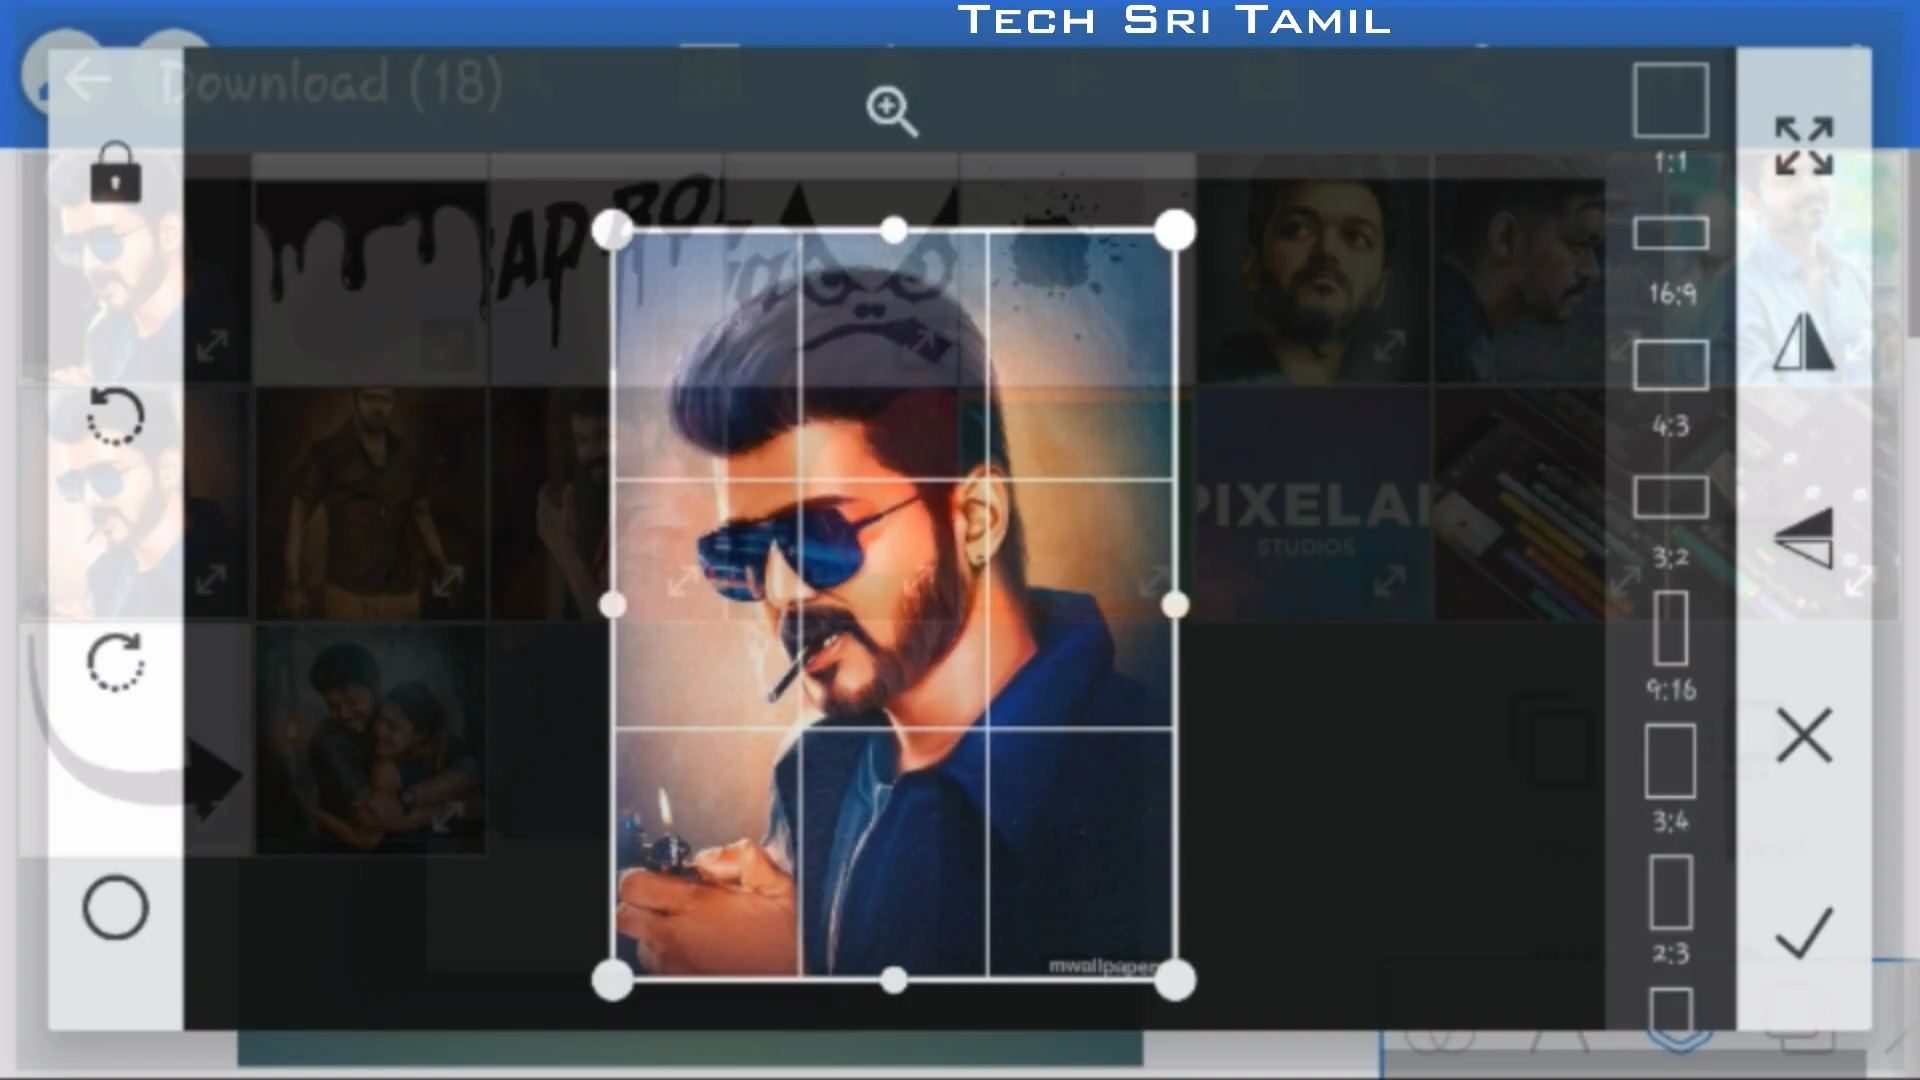 TECH SRI TAMIL
Download (18)
1:1
16:9
4:3
PIXELA
STUDIOS
3:2
9:16
3:4
mwallpaper
2:3